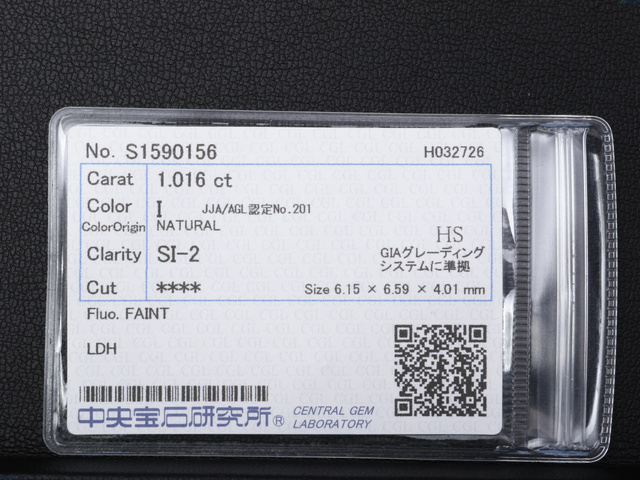 No. S1590156 H032726
Carat 1.016 ct
Color I JJA/AGL認定No.201
ColorOrigin NATURAL
Clarity SI-2
HS
GIAグレーディング
システムに準拠
Cut **** Size 6.15 × 6.59 × 4.01 mm
Fluo. FAINT
LDH
中央宝石研究所® CENTRAL GEM
LABORATORY